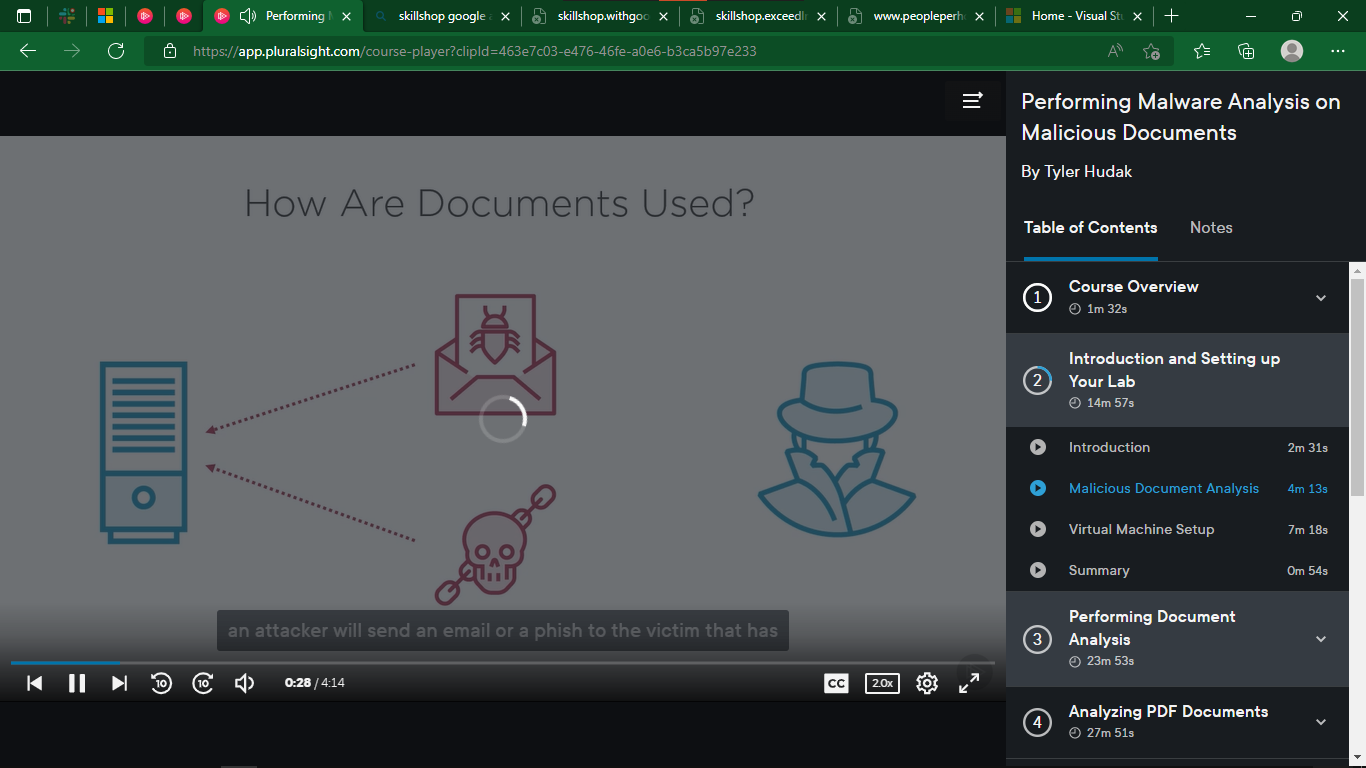 Performing M
skillshop google a
skillshop.withgoo
skillshop.exceedlm
www.peopleperh
Home - Visual Stu
https://app.pluralsight.com/course-player?clipId=463e7c03-e476-46fe-a0e6-b3ca5b97e233
How Are Documents Used?
an attacker will send an email or a phish to the victim that has
10
10
0:28 / 4:14
CC
2.0x
Performing Malware Analysis on
Malicious Documents
By Tyler Hudak
Table of Contents
Notes
1
Course Overview
1m 32s
2
Introduction and Setting up
Your Lab
14m 57s
Introduction
2m 31s
Malicious Document Analysis
4m 13s
Virtual Machine Setup
7m 18s
Summary
0m 54s
3
Performing Document
Analysis
23m 53s
4
Analyzing PDF Documents
27m 51s